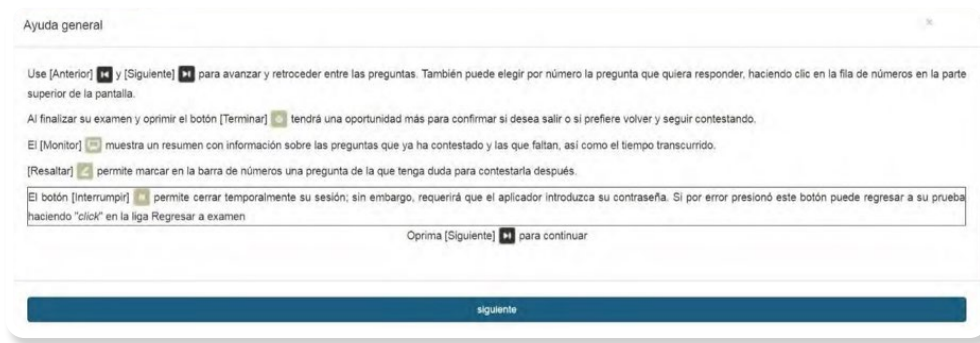 Ayuda general
Use [Anterior] y [Siguiente] para avanzar y retroceder entre las preguntas. También puede elegir por número la pregunta que quiera responder, haciendo clic en la fila de números en la parte
superior de la pantalla.
Al finalizar su examen y oprimir el botón [Terminar] tendrá una oportunidad más para confirmar si desea salir o si prefiere volver y seguir contestando.
El [Monitor] muestra un resumen con información sobre las preguntas que ya ha contestado y las que faltan, así como el tiempo transcurrido.
[Resaltar] permite marcar en la barra de números una pregunta de la que tenga duda para contestarla después.
El botón [Interrumpir] permite cerrar temporalmente su sesión; sin embargo, requerirá que el aplicador introduzca su contraseña. Si por error presionó este botón puede regresar a su prueba
haciendo "click" en la liga Regresar a examen
Oprima [Siguiente] para continuar
siguiente